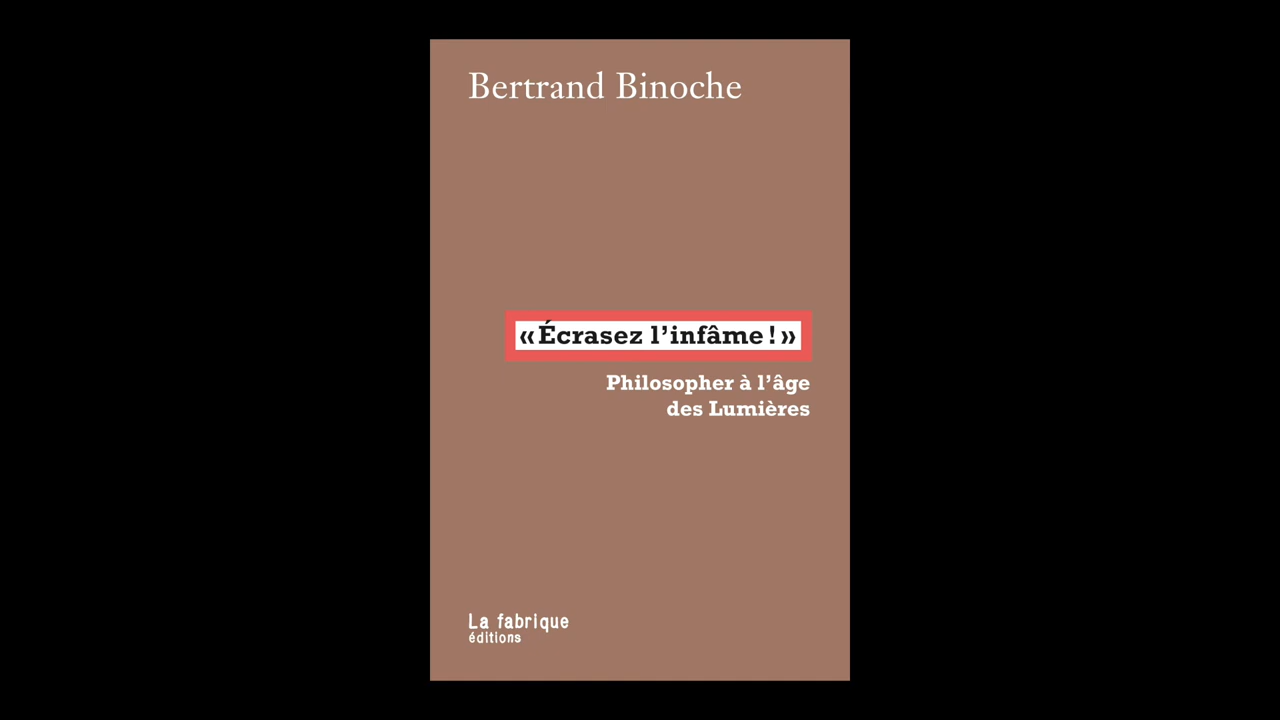 Bertrand Binoche
« Écrasez l’infâme ! »
Philosopher à l’âge
des Lumières
La fabrique
éditions